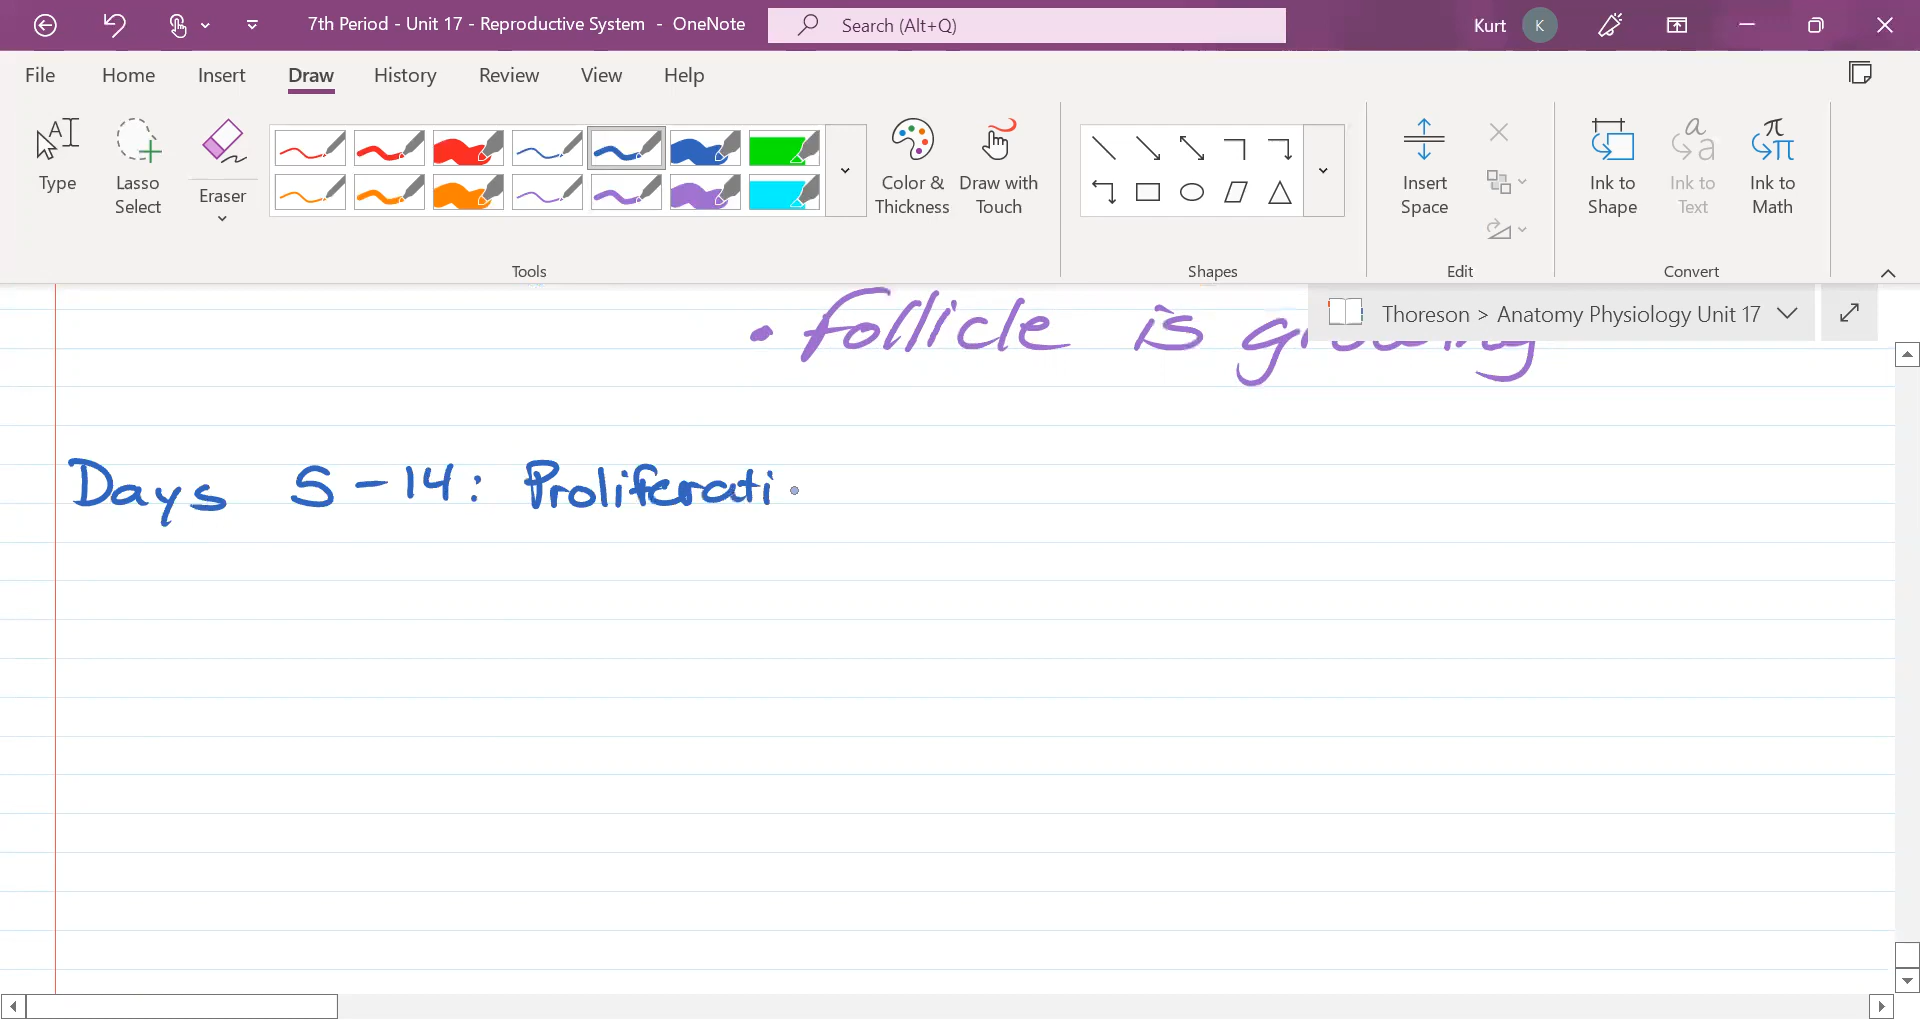 7th Period - Unit 17 - Reproductive System - OneNote
Search (Alt+Q)
Kurt
K
File Home Insert Draw History Review View Help
Type
Lasso Select
Eraser
Color & Thickness
Draw with Touch
Insert Space
Ink to Shape
Ink to Text
Ink to Math
Tools
Shapes
Edit
Convert
• follicle is growing
Thoreson > Anatomy Physiology Unit 17
Days 5-14: Proliferati